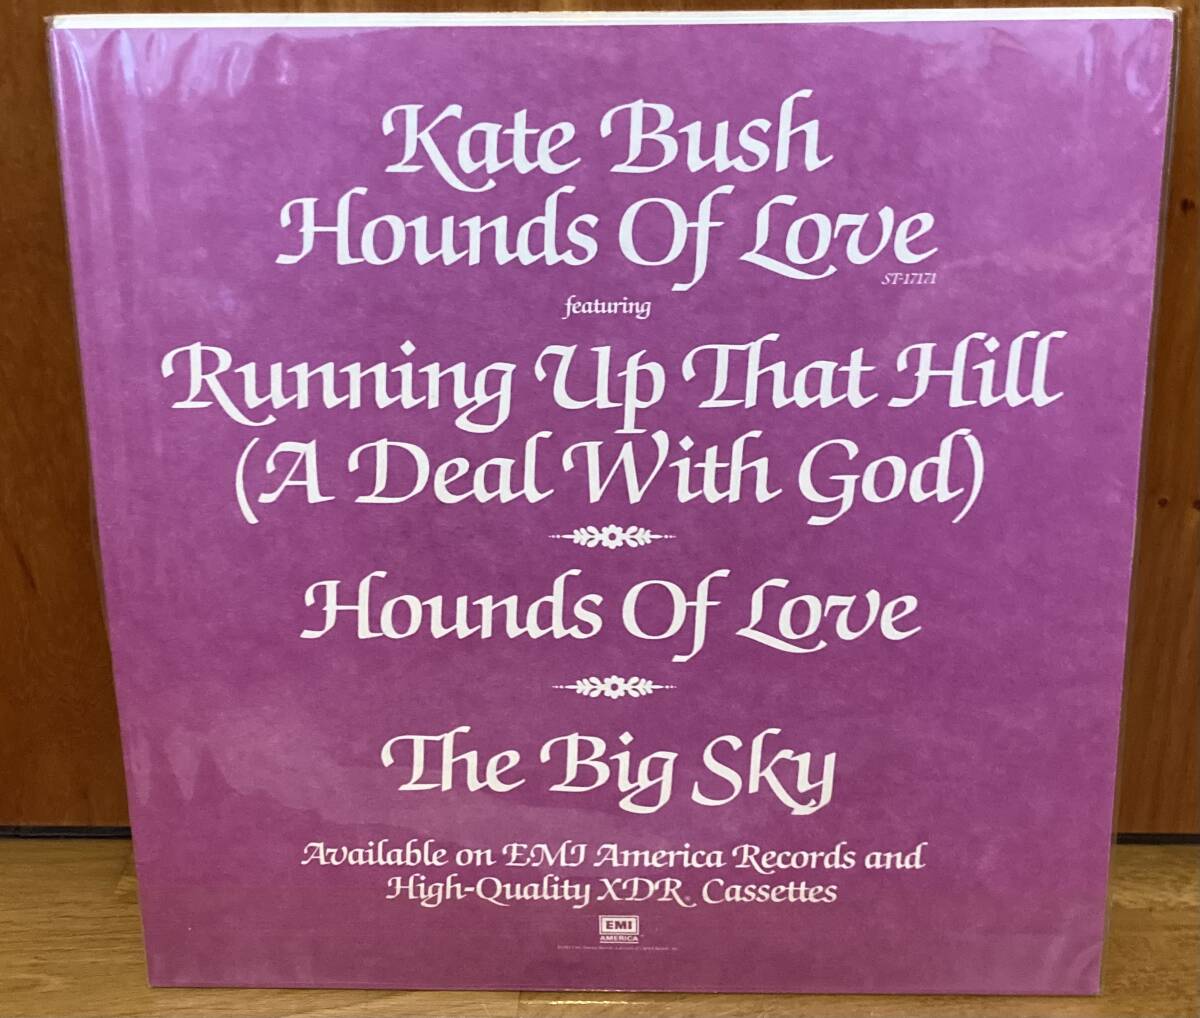 Kate Bush
Hounds Of Love
ST-17171
featuring
Running Up That Hill
(A Deal With God)
Hounds Of Love
The Big Sky
Available on EMI America Records and
High-Quality XDR® Cassettes
EMI
AMERICA